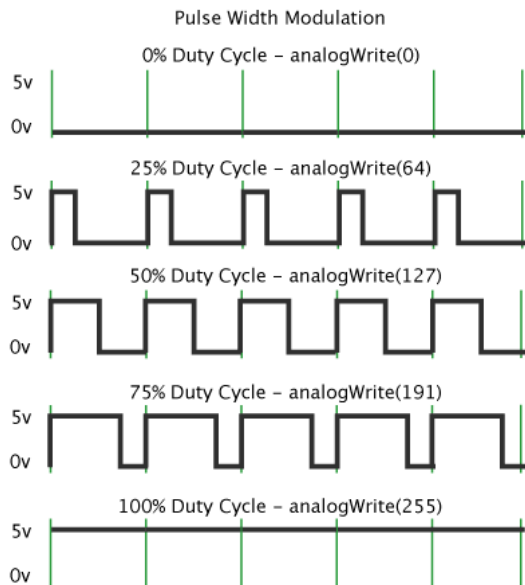 Pulse Width Modulation
0% Duty Cycle – analogWrite(0)
5v
0v
25% Duty Cycle – analogWrite(64)
5v
0v
50% Duty Cycle – analogWrite(127)
5v
0v
75% Duty Cycle – analogWrite(191)
5v
0v
100% Duty Cycle – analogWrite(255)
5v
0v